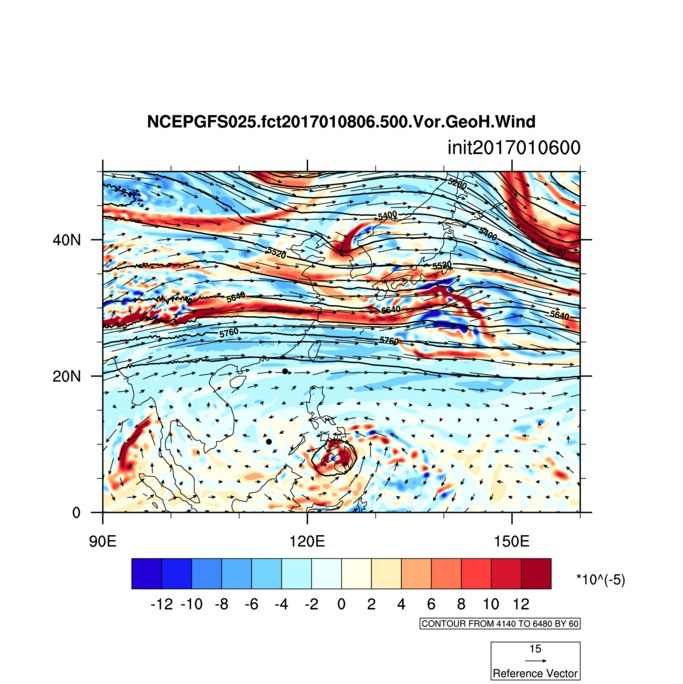 NCEPGFS025.fct2017010806.500.Vor.GeoH.Wind
init2017010600
5280
5400
5400
5520
5520
5640
5640
5640
5760
5760
40N
20N
0
90E 120E 150E
-12 -10 -8 -6 -4 -2 0 2 4 6 8 10 12
*10^(-5)
CONTOUR FROM 4140 TO 6480 BY 60
15
Reference Vector